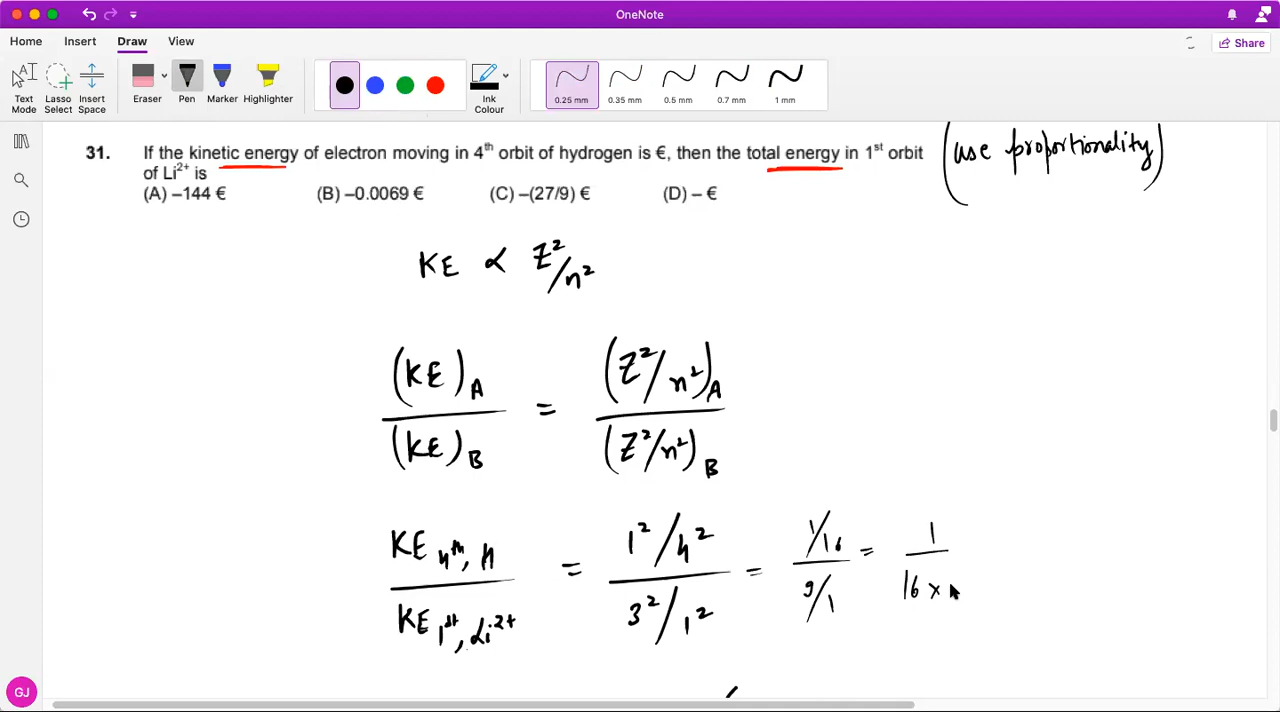 OneNote
Home Insert Draw View
Share
Text Mode
Lasso Select
Insert Space
Eraser
Pen
Marker
Highlighter
Ink Colour
0.25 mm 0.35 mm 0.5 mm 0.7 mm 1 mm
31. If the kinetic energy of electron moving in 4th orbit of hydrogen is €, then the total energy in 1st orbit
of Li2+ is
(A) –144 € (B) –0.0069 € (C) –(27/9) € (D) – €
(use proportionality)
KE ∝ Z²/n²
(KE)A / (KE)B = (Z²/n²)A / (Z²/n²)B
KE 4th, H / KE 1st, Li2+ = 1²/4² / 3²/1² = 1/16 / 9/1 = 1 / 16 ×
GJ